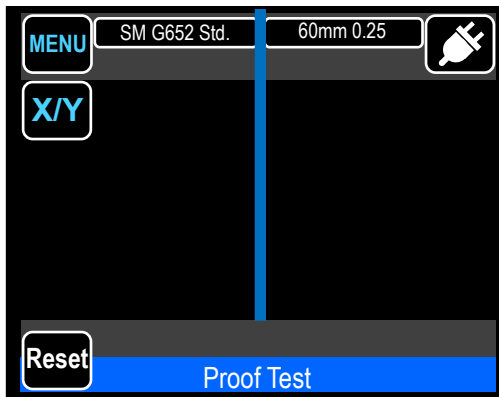 MENU
SM G652 Std.
60mm 0.25
X/Y
Reset
Proof Test